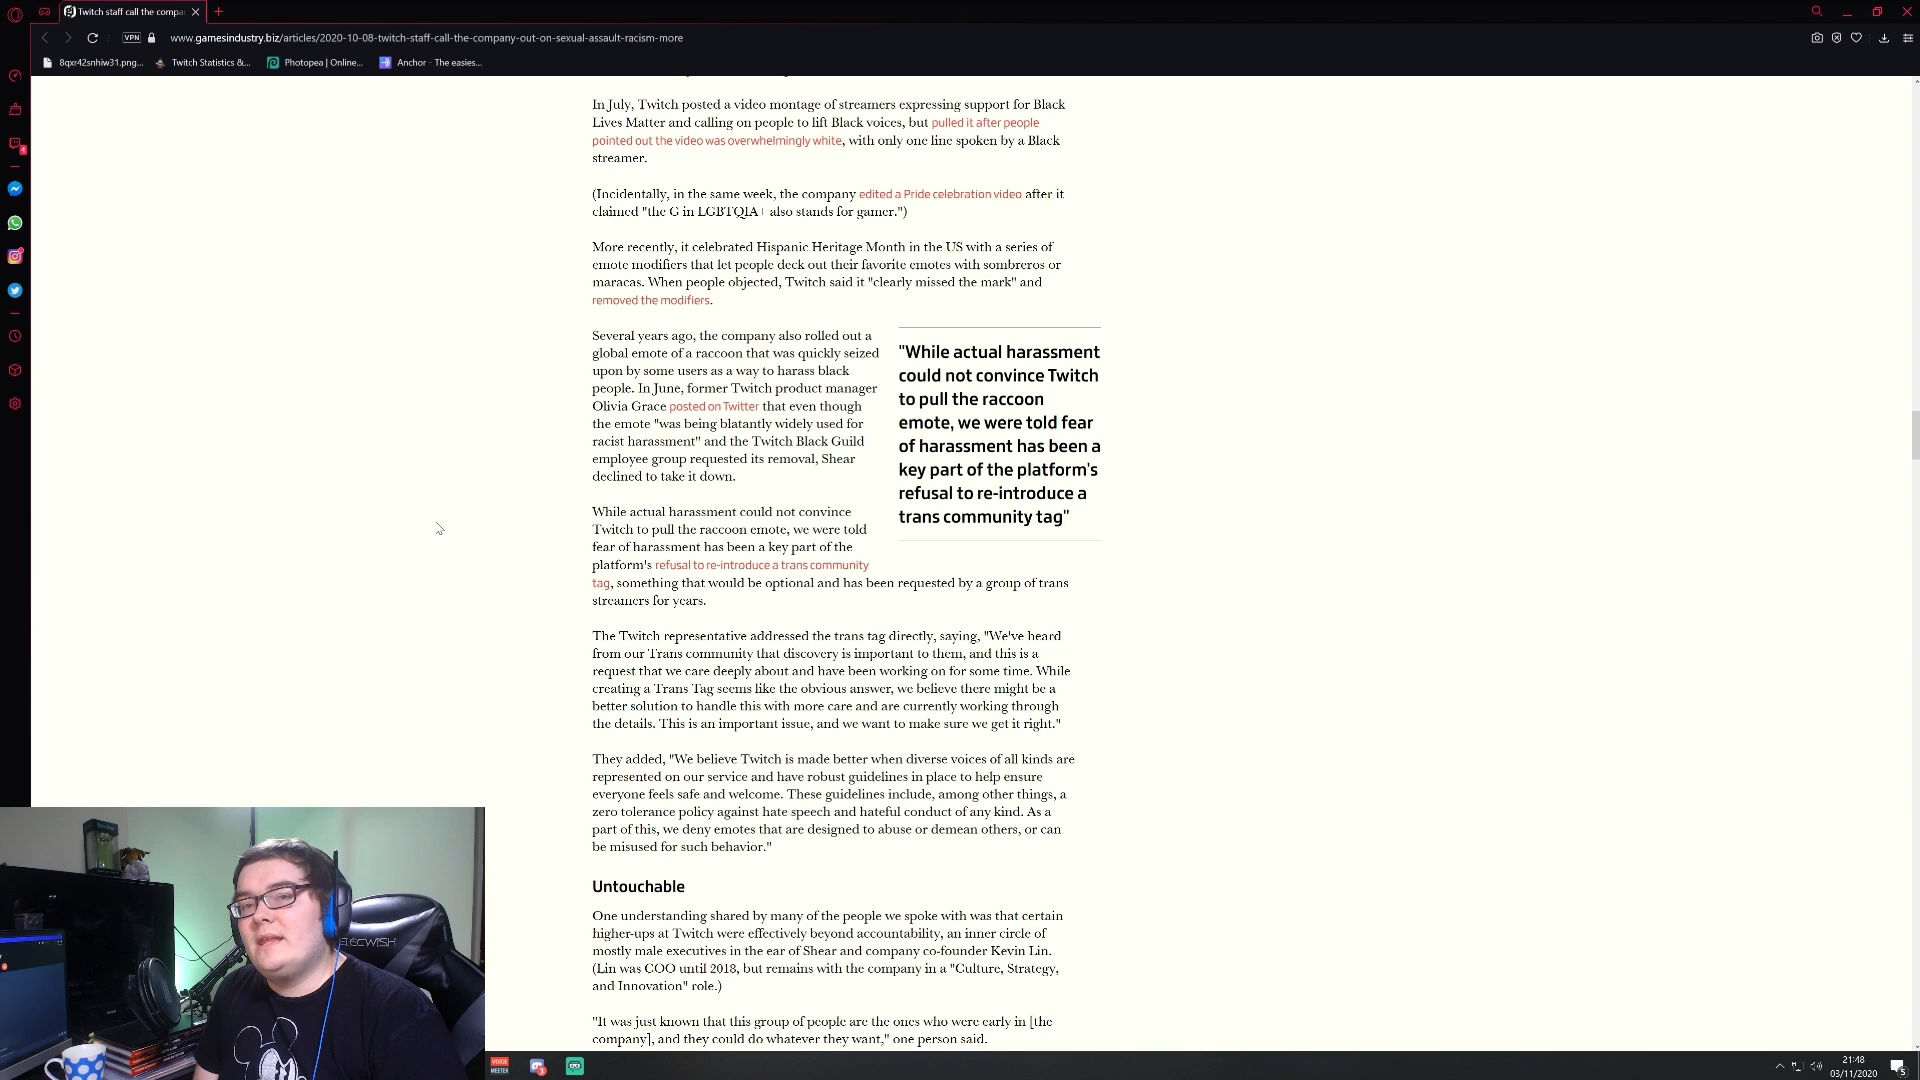 Twitch staff call the compa
VPN
www.gamesindustry.biz/articles/2020-10-08-twitch-staff-call-the-company-out-on-sexual-assault-racism-more
8qxr42snhiw31.png...
Twitch Statistics &...
Photopea | Online...
Anchor - The easies...
In July, Twitch posted a video montage of streamers expressing support for Black
Lives Matter and calling on people to lift Black voices, but pulled it after people
pointed out the video was overwhelmingly white, with only one line spoken by a Black
streamer.
(Incidentally, in the same week, the company edited a Pride celebration video after it
claimed "the G in LGBTQIA+ also stands for gamer.")
More recently, it celebrated Hispanic Heritage Month in the US with a series of
emote modifiers that let people deck out their favorite emotes with sombreros or
maracas. When people objected, Twitch said it "clearly missed the mark" and
removed the modifiers.
Several years ago, the company also rolled out a
global emote of a raccoon that was quickly seized
upon by some users as a way to harass black
people. In June, former Twitch product manager
Olivia Grace posted on Twitter that even though
the emote "was being blatantly widely used for
racist harassment" and the Twitch Black Guild
employee group requested its removal, Shear
declined to take it down.
"While actual harassment
could not convince Twitch
to pull the raccoon
emote, we were told fear
of harassment has been a
key part of the platform's
refusal to re-introduce a
trans community tag"
While actual harassment could not convince
Twitch to pull the raccoon emote, we were told
fear of harassment has been a key part of the
platform's refusal to re-introduce a trans community
tag, something that would be optional and has been requested by a group of trans
streamers for years.
The Twitch representative addressed the trans tag directly, saying, "We've heard
from our Trans community that discovery is important to them, and this is a
request that we care deeply about and have been working on for some time. While
creating a Trans Tag seems like the obvious answer, we believe there might be a
better solution to handle this with more care and are currently working through
the details. This is an important issue, and we want to make sure we get it right."
They added, "We believe Twitch is made better when diverse voices of all kinds are
represented on our service and have robust guidelines in place to help ensure
everyone feels safe and welcome. These guidelines include, among other things, a
zero tolerance policy against hate speech and hateful conduct of any kind. As a
part of this, we deny emotes that are designed to abuse or demean others, or can
be misused for such behavior."
Untouchable
One understanding shared by many of the people we spoke with was that certain
higher-ups at Twitch were effectively beyond accountability, an inner circle of
mostly male executives in the ear of Shear and company co-founder Kevin Lin.
(Lin was COO until 2018, but remains with the company in a "Culture, Strategy,
and Innovation" role.)
"It was just known that this group of people are the ones who were early in [the
company], and they could do whatever they want," one person said.
ELECWISH
VOICE
MEETER
3
21:48
03/11/2020
5